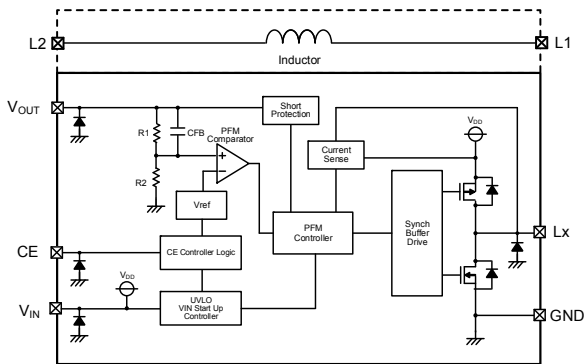 L2
L1
Inductor
VOUT
Short
Protection
R1
CFB
PFM
Comparator
VDD
Current
Sense
+
−
R2
Vref
PFM
Controller
Synch
Buffer
Drive
Lx
CE
CE Controller Logic
VDD
VIN
UVLO
VIN Start Up
Controller
GND